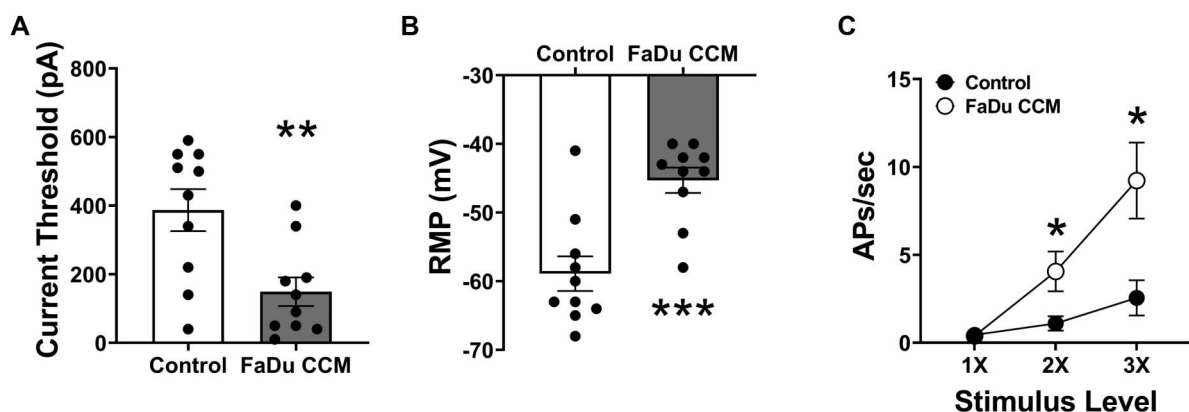 A
Current Threshold (pA)
800
600
400
200
0
**
Control FaDu CCM
B
Control FaDu CCM
RMP (mV)
-30
-40
-50
-60
-70
***
C
APs/sec
15
10
5
0
Control
FaDu CCM
*
*
1X 2X 3X
Stimulus Level